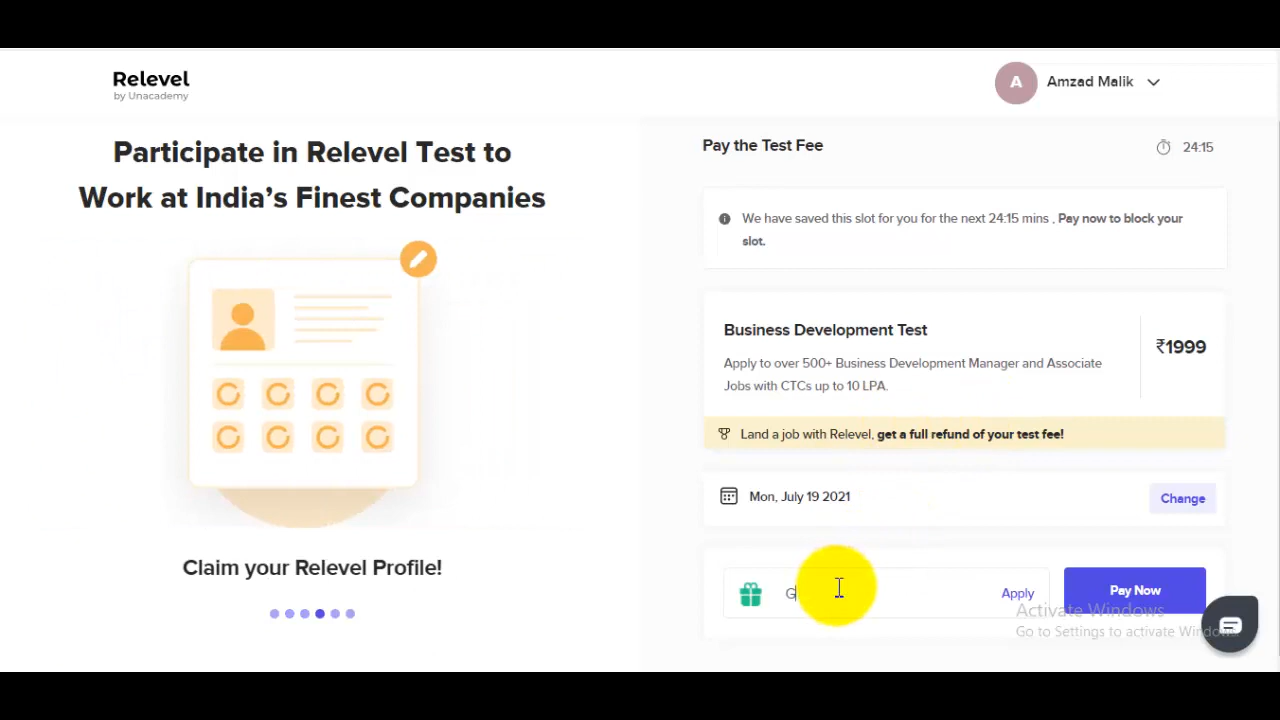 Relevel
by Unacademy
A
Amzad Malik
Participate in Relevel Test to
Work at India's Finest Companies
Claim your Relevel Profile!
Pay the Test Fee
24:15
We have saved this slot for you for the next 24:15 mins . Pay now to block your
slot.
Business Development Test
₹1999
Apply to over 500+ Business Development Manager and Associate
Jobs with CTCs up to 10 LPA.
Land a job with Relevel, get a full refund of your test fee!
Mon, July 19 2021
Change
G
Apply
Pay Now
Activate Windows
Go to Settings to activate Windows.